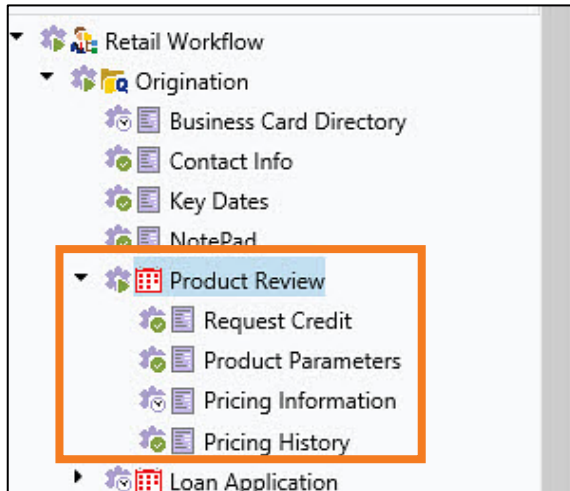 Retail Workflow
Origination
Business Card Directory
Contact Info
Key Dates
NotePad
Product Review
Request Credit
Product Parameters
Pricing Information
Pricing History
Loan Application